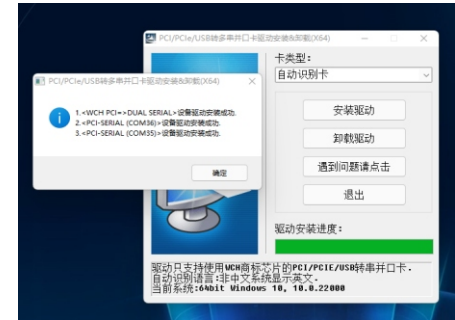 PCI/PCIe/USB转多串并口卡驱动安装&卸载(X64)
卡类型:
自动识别卡
PCI/PCIe/USB转多串并口卡驱动安装&卸载(X64)
1.<WCH PCI=>DUAL SERIAL>设备驱动安装成功.
2.<PCI-SERIAL (COM36)>设备驱动安装成功.
3.<PCI-SERIAL (COM35)>设备驱动安装成功.
确定
安装驱动
卸载驱动
遇到问题请点击
退出
驱动安装进度:
驱动只支持使用WCH商标芯片的PCI/PCIE/USB转串并口卡.
自动识别语言:非中文系统显示英文.
当前系统:64bit Windows 10, 10.0.22000